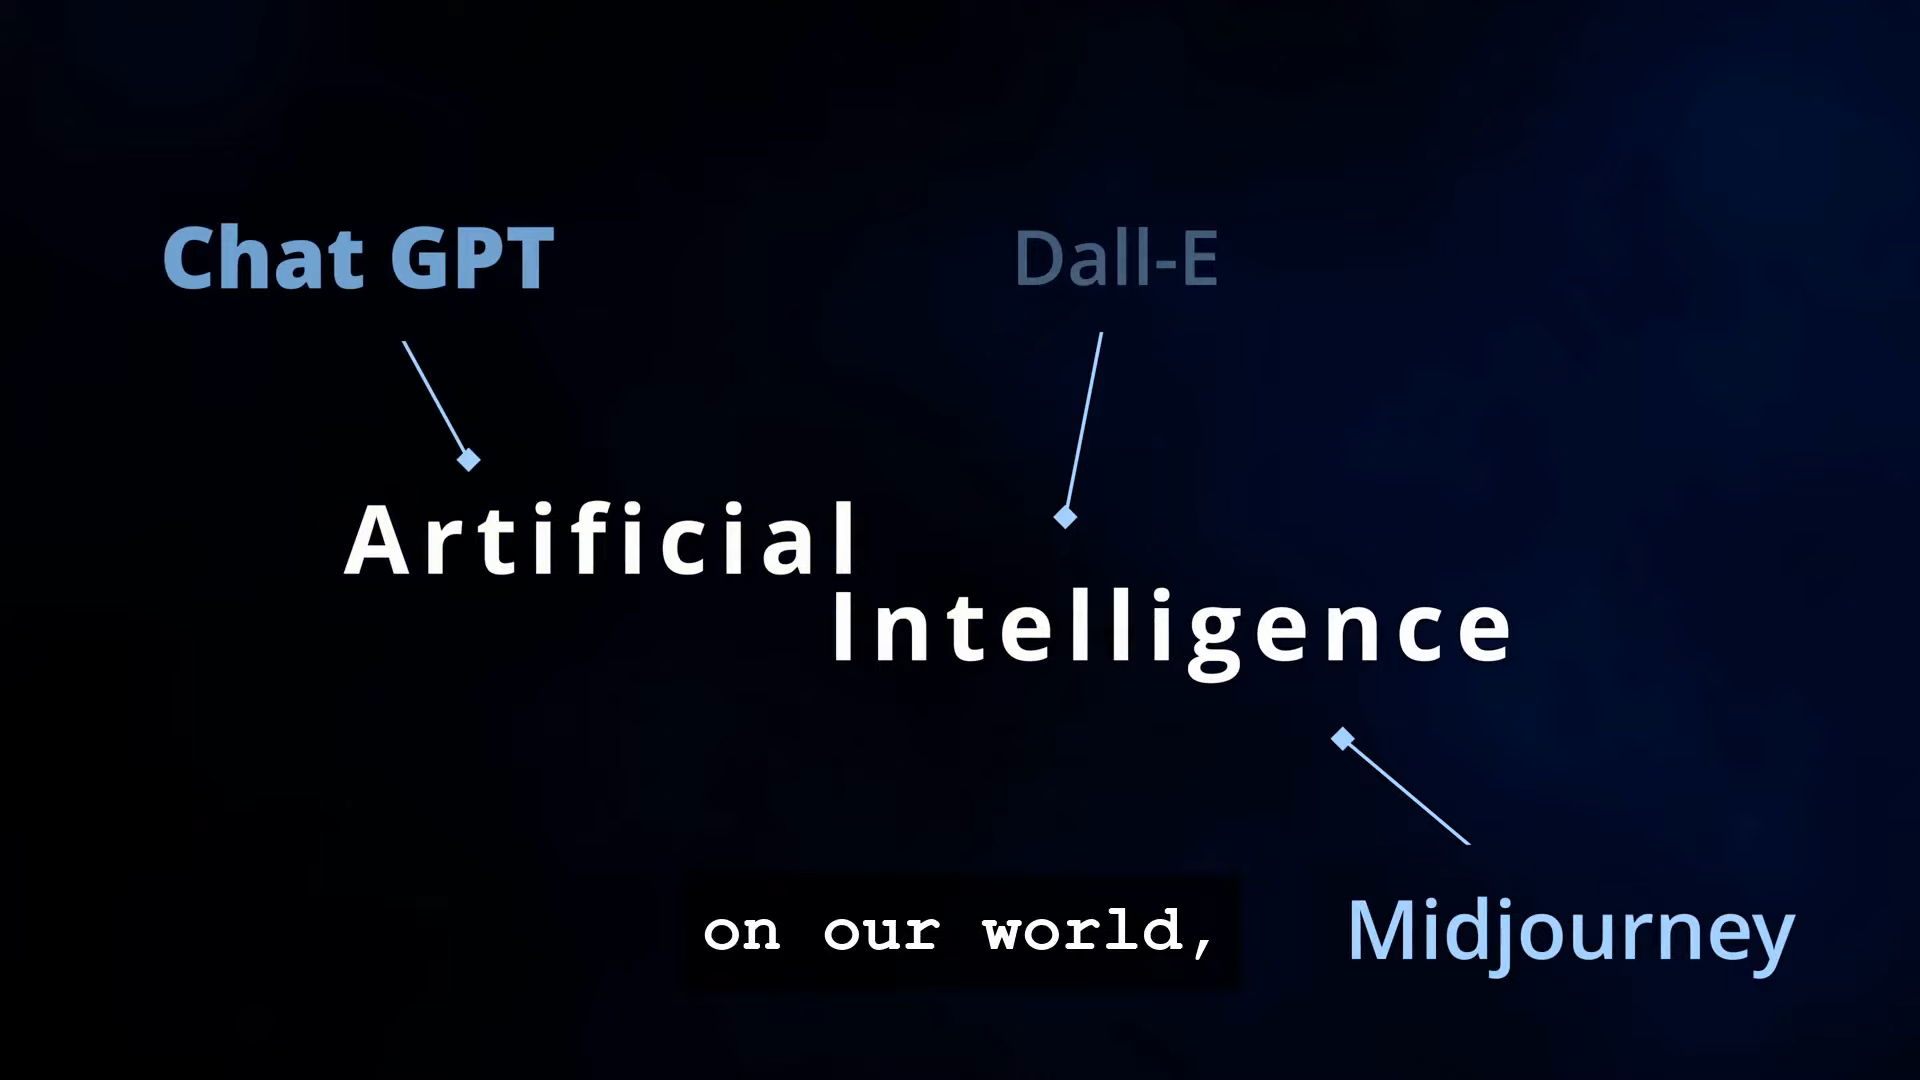 Chat GPT
Dall-E
Artificial
Intelligence
on our world,
Midjourney